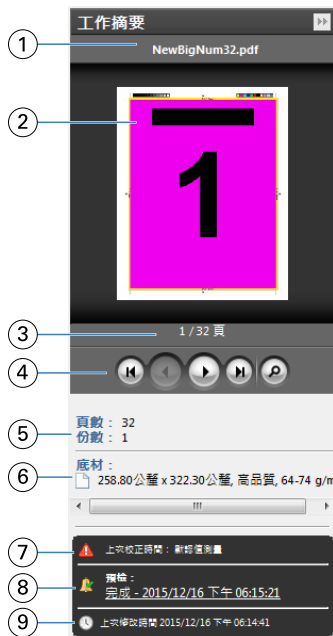 工作摘要
1
NewBigNum32.pdf
2
1
3
1 / 32 頁
4
5
頁數： 32
份數： 1
6
底材：
258.80公釐 x 322.30公釐, 高品質, 64-74 g/m
7
上次校正時間： 默認值測量
8
預檢：
完成 - 2015/12/16 下午 06:15:21
9
上次修改時間 2015/12/16 下午 06:14:41